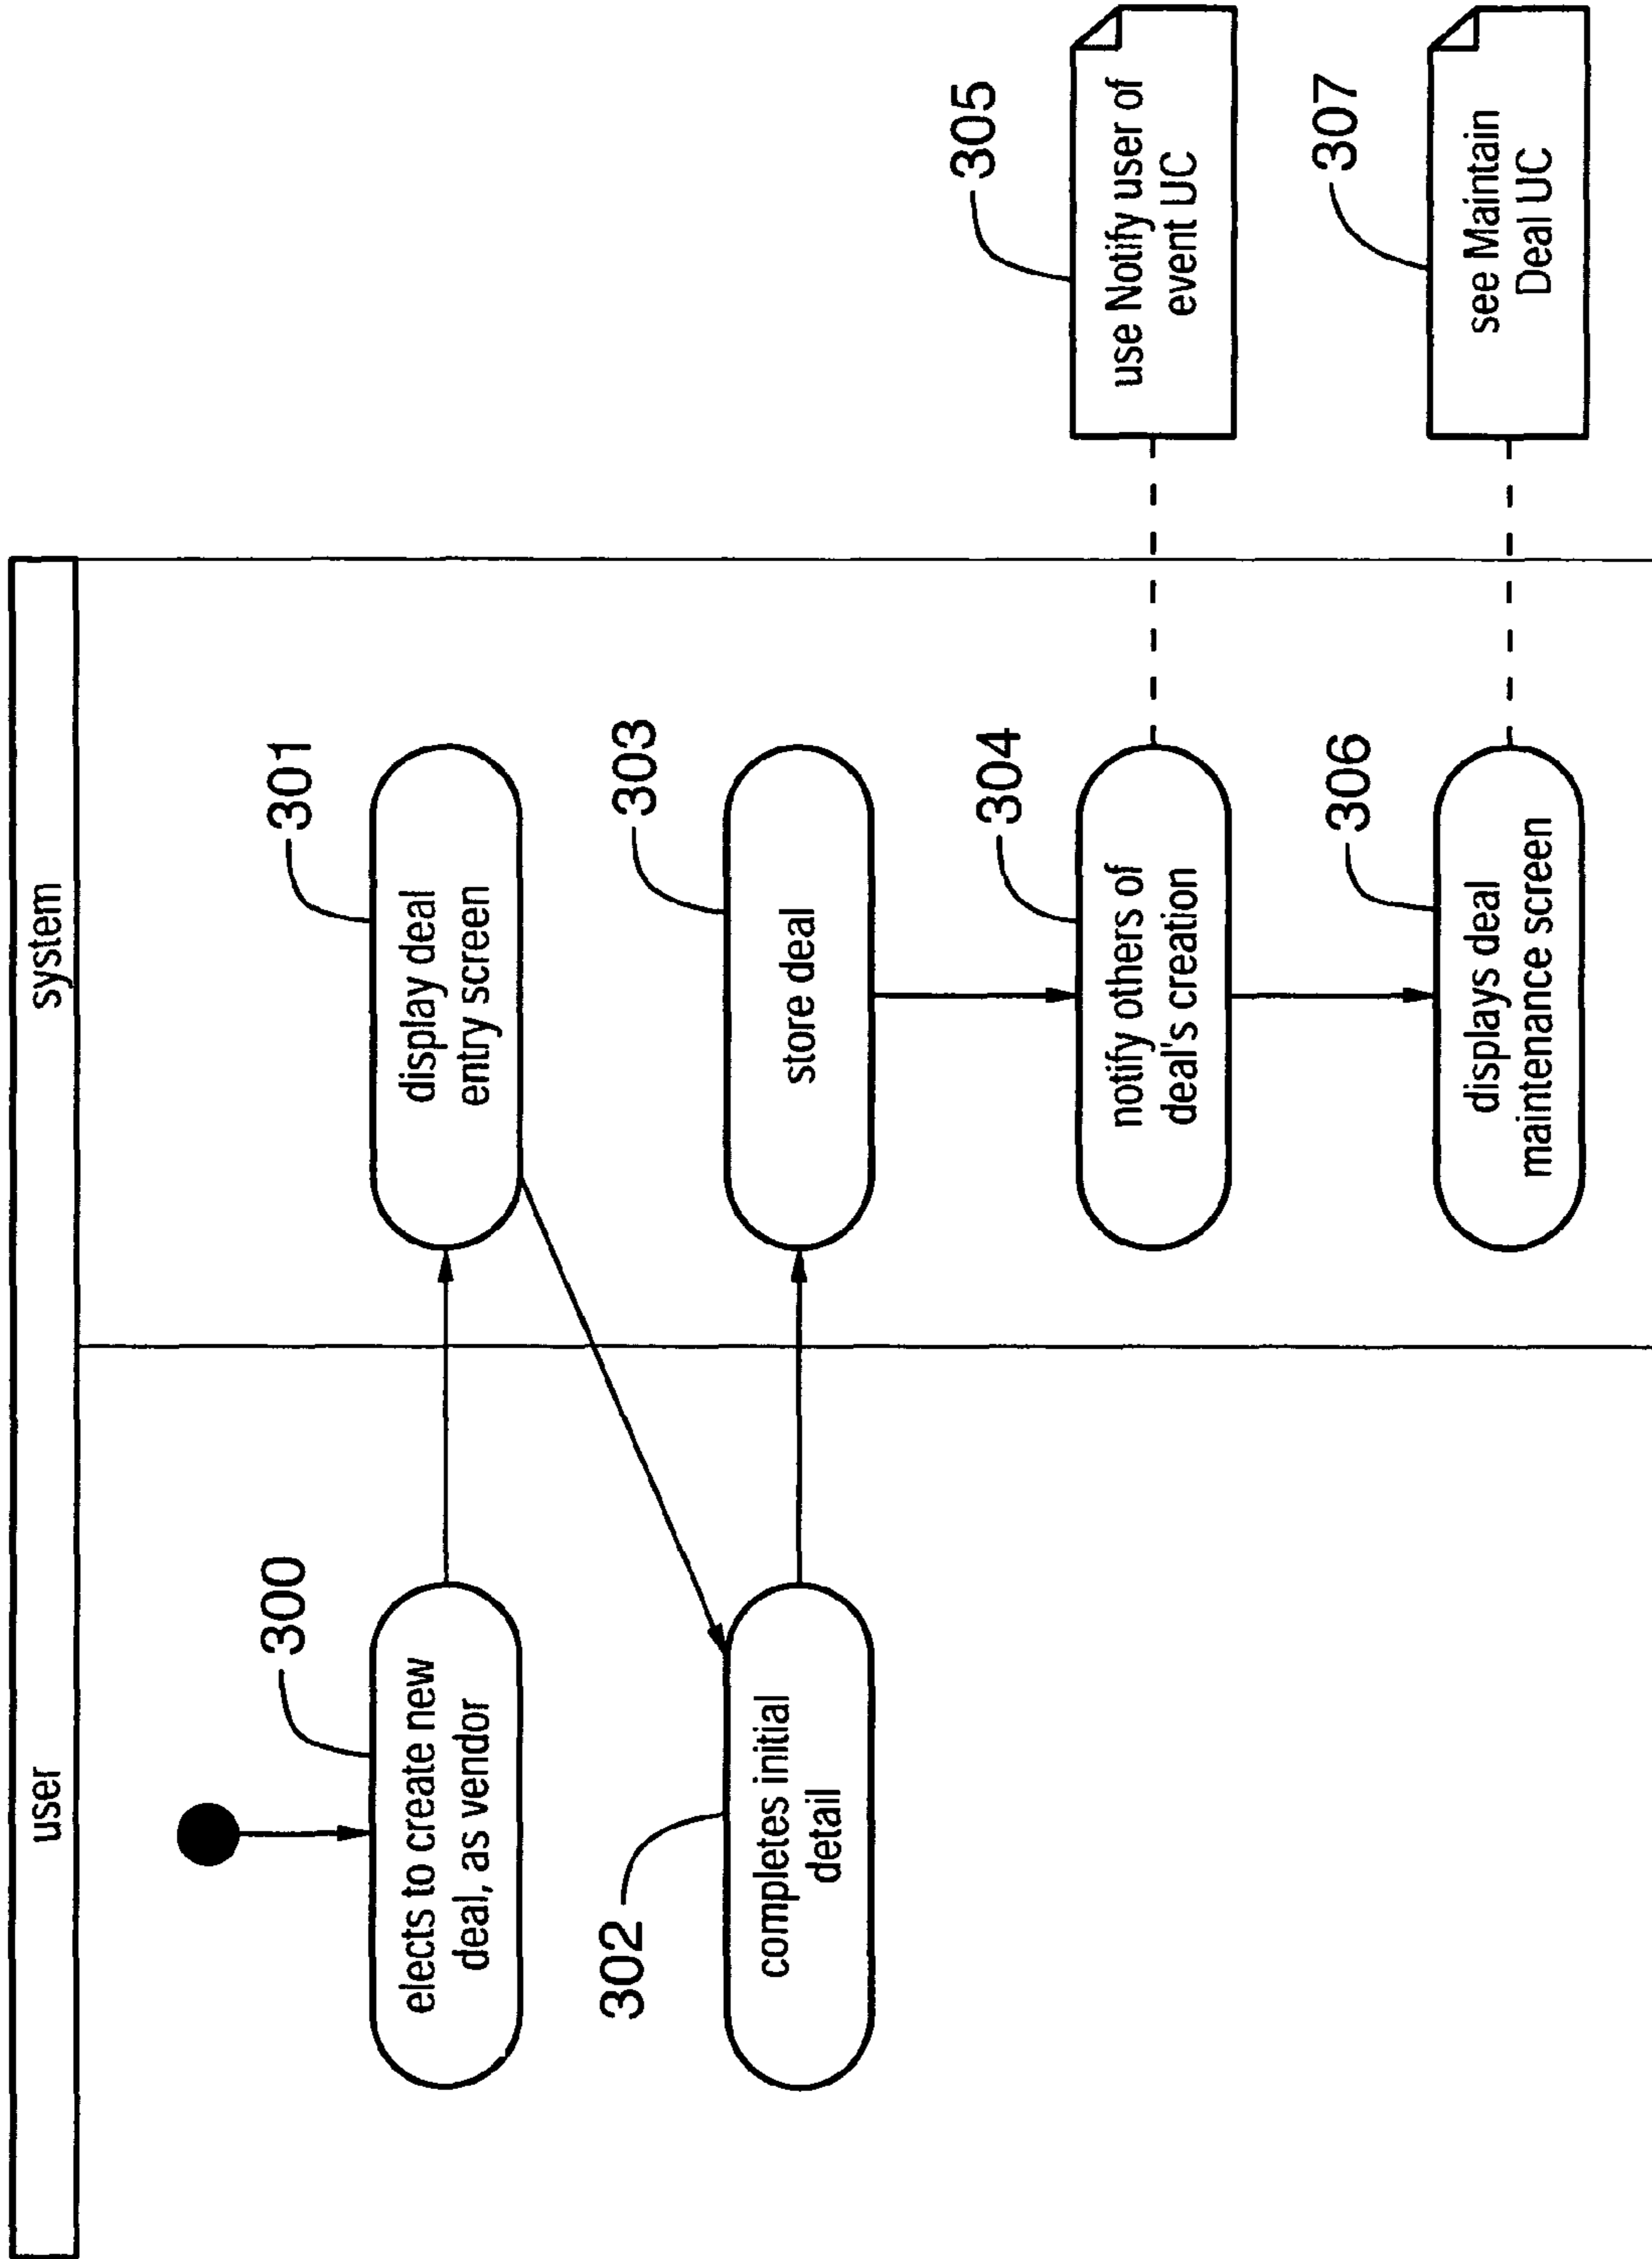 user
system
300
elects to create new
deal, as vendor
301
display deal
entry screen
302
completes initial
detail
303
store deal
304
notify others of
deal's creation
305
use Notify user of
event UC
306
displays deal
maintenance screen
307
see Maintain
Deal UC